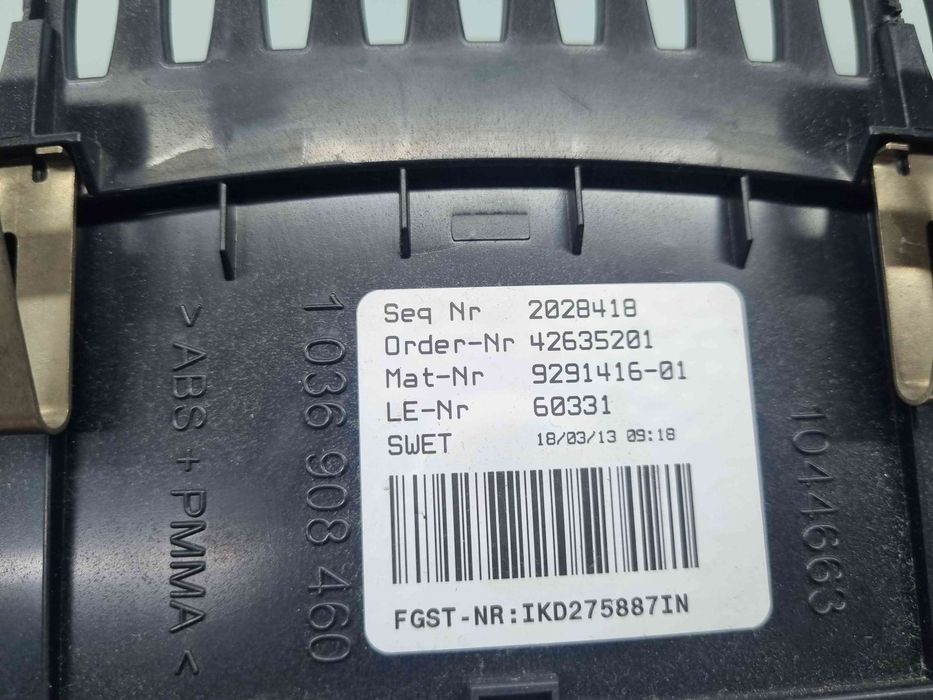 Seq Nr 2028418
Order-Nr 42635201
Mat-Nr 9291416-01
LE-Nr 60331
SWET 18/03/13 09:18
FGST-NR:IKD275887IN
> ABS + PMMA <
1 036 908 460
1044663